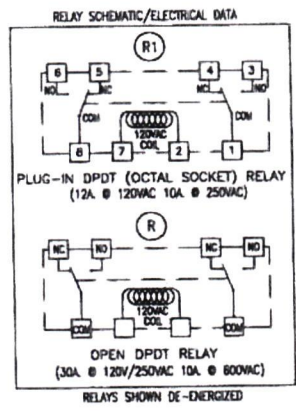 RELAY SCHEMATIC/ELECTRICAL DATA
R1
6 5 4 3
NO NC NC NO
COM COM
120VAC
COIL
8 7 2 1
PLUG-IN DPDT (OCTAL SOCKET) RELAY
(12A @ 120VAC 10A @ 250VAC)
R
NC NO NC NO
120VAC
COIL
COM COM
OPEN DPDT RELAY
(30A @ 120V/250VAC 10A @ 600VAC)
RELAYS SHOWN DE-ENERGIZED